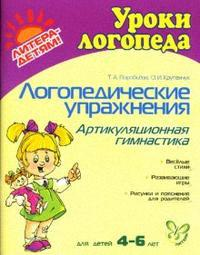 ЛИТЕРА-
ДЕТЯМ!
Уроки
логопеда
Т. А. Воробьева, О. И. Крупенчук
Логопедические
упражнения
Артикуляционная
гимнастика
• Весёлые
стихи
• Развивающие
игры
• Рисунки и пояснения
для родителей
для детей 4-6 лет